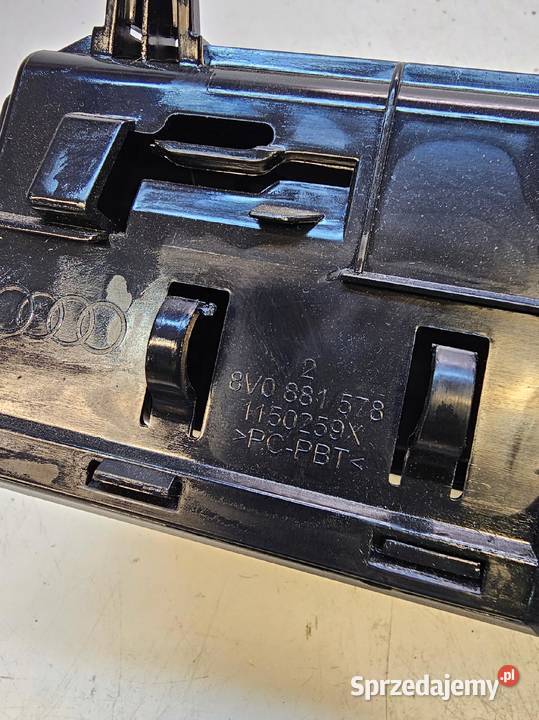 2
8V0 881 578
1150259X
>PC-PBT<
Sprzedajemy.pl